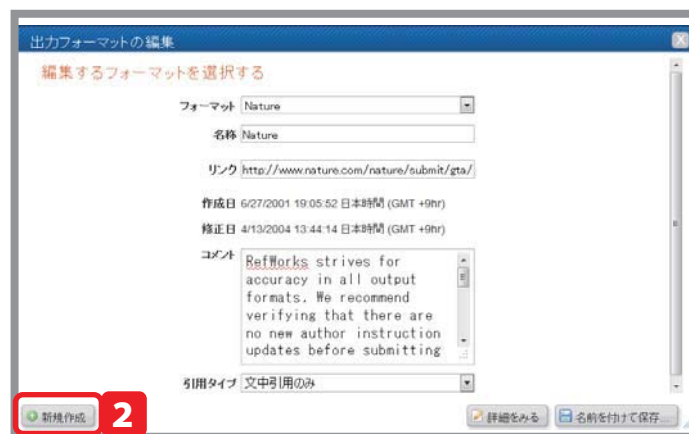 出力フォーマットの編集
編集するフォーマットを選択する
フォーマット Nature
名称 Nature
リンク http://www.nature.com/nature/submit/gta/
作成日 6/27/2001 19:05:52 日本時間 (GMT +9hr)
修正日 4/13/2004 13:44:14 日本時間 (GMT +9hr)
コメント RefWorks strives for
accuracy in all output
formats. We recommend
verifying that there are
no new author instruction
updates before submitting
引用タイプ 文中引用のみ
新規作成 2 詳細をみる 名前を付けて保存...